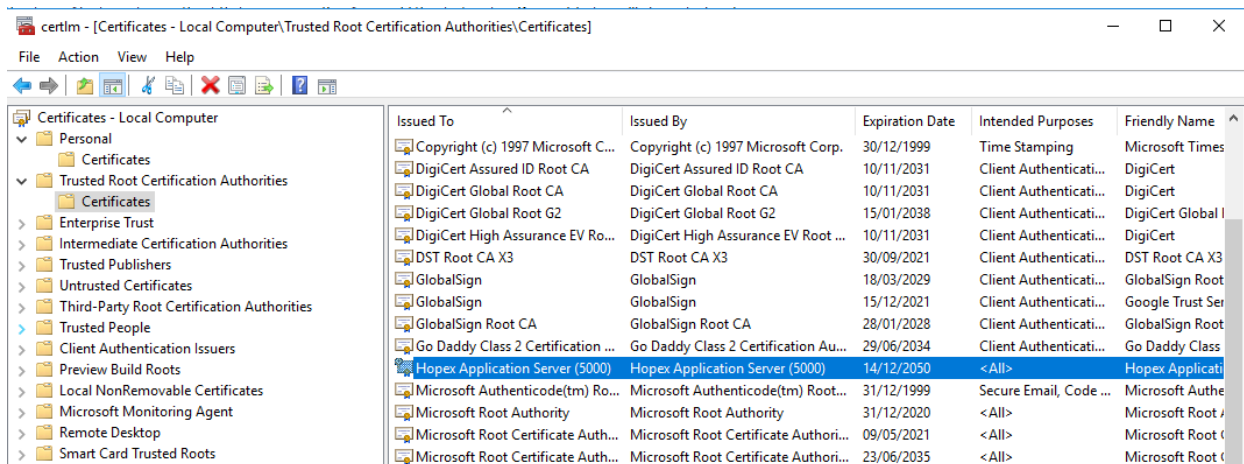 certlm - [Certificates - Local Computer\Trusted Root Certification Authorities\Certificates]
File Action View Help
Certificates - Local Computer
Personal
Certificates
Trusted Root Certification Authorities
Certificates
Enterprise Trust
Intermediate Certification Authorities
Trusted Publishers
Untrusted Certificates
Third-Party Root Certification Authorities
Trusted People
Client Authentication Issuers
Preview Build Roots
Local NonRemovable Certificates
Microsoft Monitoring Agent
Remote Desktop
Smart Card Trusted Roots
Issued To Issued By Expiration Date Intended Purposes Friendly Name
Copyright (c) 1997 Microsoft C... Copyright (c) 1997 Microsoft Corp. 30/12/1999 Time Stamping Microsoft Times
DigiCert Assured ID Root CA DigiCert Assured ID Root CA 10/11/2031 Client Authenticati... DigiCert
DigiCert Global Root CA DigiCert Global Root CA 10/11/2031 Client Authenticati... DigiCert
DigiCert Global Root G2 DigiCert Global Root G2 15/01/2038 Client Authenticati... DigiCert Global
DigiCert High Assurance EV Ro... DigiCert High Assurance EV Root ... 10/11/2031 Client Authenticati... DigiCert
DST Root CA X3 DST Root CA X3 30/09/2021 Client Authenticati... DST Root CA X3
GlobalSign GlobalSign 18/03/2029 Client Authenticati... GlobalSign Root
GlobalSign GlobalSign 15/12/2021 Client Authenticati... Google Trust Ser
GlobalSign Root CA GlobalSign Root CA 28/01/2028 Client Authenticati... GlobalSign Root
Go Daddy Class 2 Certification ... Go Daddy Class 2 Certification Au... 29/06/2034 Client Authenticati... Go Daddy Class
Hopex Application Server (5000) Hopex Application Server (5000) 14/12/2050 <All> Hopex Applicati
Microsoft Authenticode(tm) Ro... Microsoft Authenticode(tm) Root... 31/12/1999 Secure Email, Code ... Microsoft Authe
Microsoft Root Authority Microsoft Root Authority 31/12/2020 <All> Microsoft Root
Microsoft Root Certificate Auth... Microsoft Root Certificate Authori... 09/05/2021 <All> Microsoft Root
Microsoft Root Certificate Auth... Microsoft Root Certificate Authori... 23/06/2035 <All> Microsoft Root